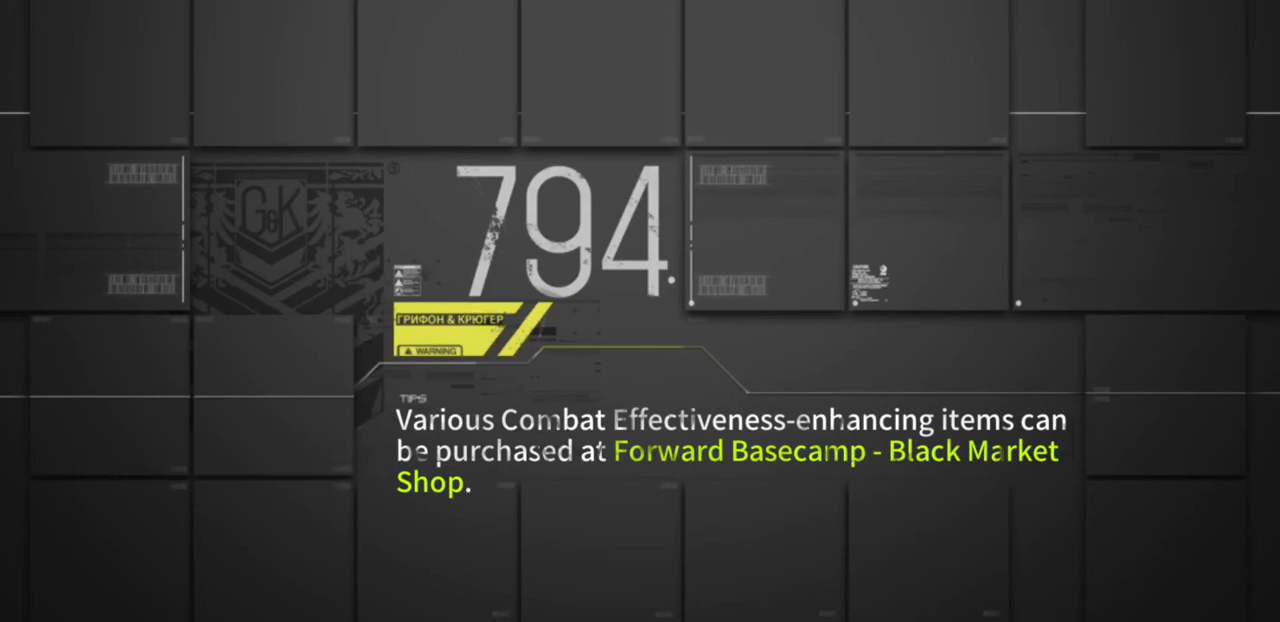 G&K
794.
ГРИФОН & КРЮГЕР
WARNING
TIPS
Various Combat Effectiveness-enhancing items can
be purchased at Forward Basecamp - Black Market
Shop.